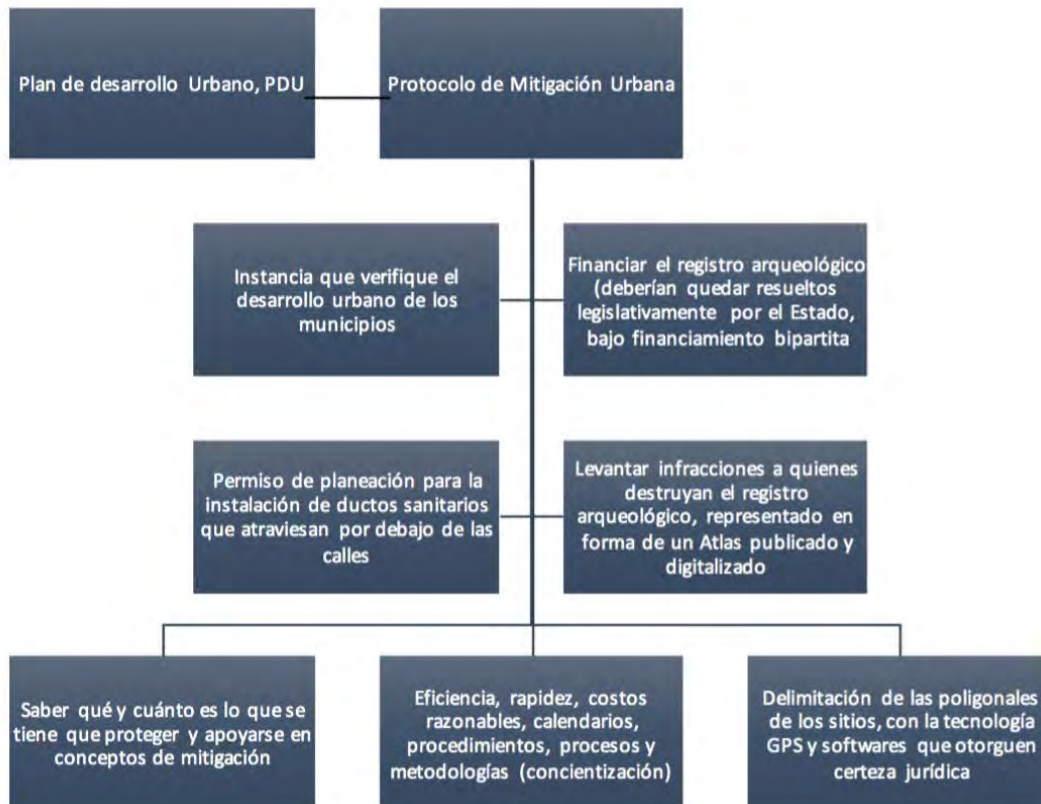 Plan de desarrollo Urbano, PDU
Protocolo de Mitigación Urbana
Instancia que verifique el
desarrollo urbano de los
municipios
Financiar el registro arqueológico
(deberían quedar resueltos
legislativamente por el Estado,
bajo financiamiento bipartita
Permiso de planeación para la
instalación de ductos sanitarios
que atraviesan por debajo de las
calles
Levantar infracciones a quienes
destruyan el registro
arqueológico, representado en
forma de un Atlas publicado y
digitalizado
Saber qué y cuánto es lo que se
tiene que proteger y apoyarse en
conceptos de mitigación
Eficiencia, rapidez, costos
razonables, calendarios,
procedimientos, procesos y
metodologías (concientización)
Delimitación de las poligonales
de los sitios, con la tecnología
GPS y softwares que otorguen
certeza jurídica